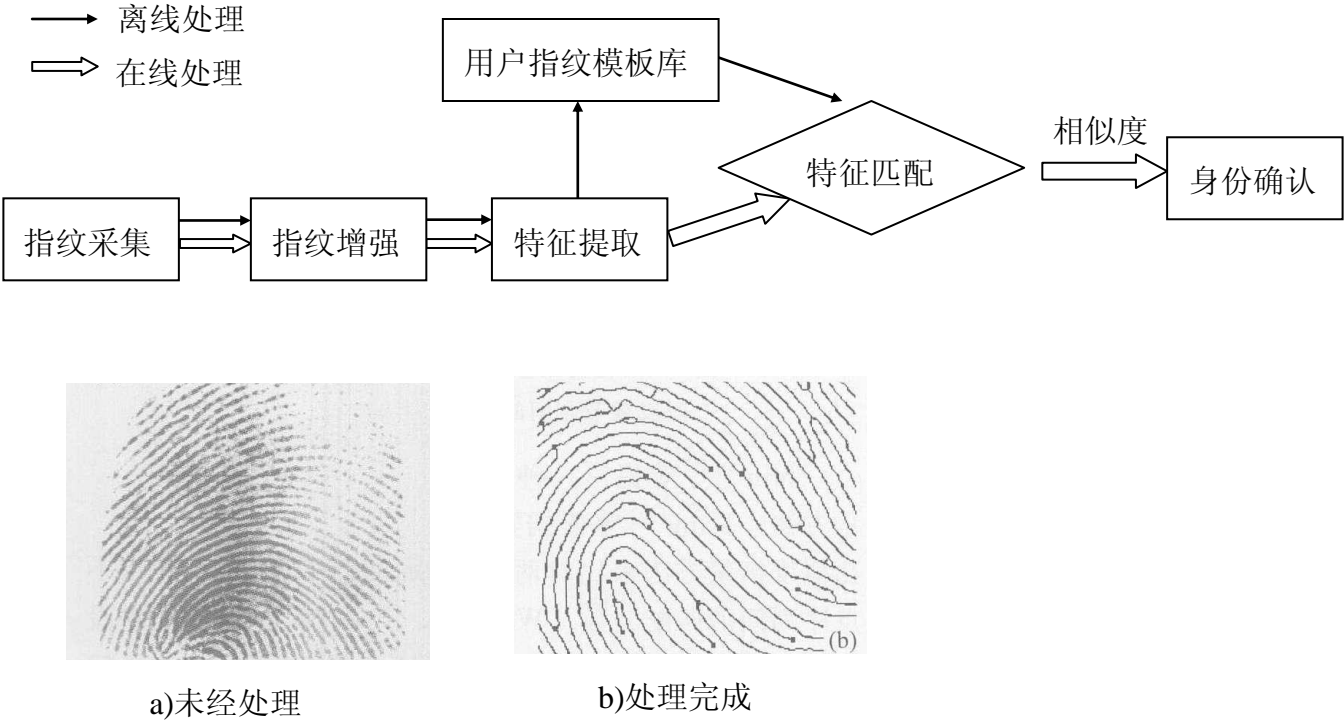 离线处理
在线处理
用户指纹模板库
相似度
特征匹配
身份确认
指纹采集
指纹增强
特征提取
(b)
a)未经处理
b)处理完成